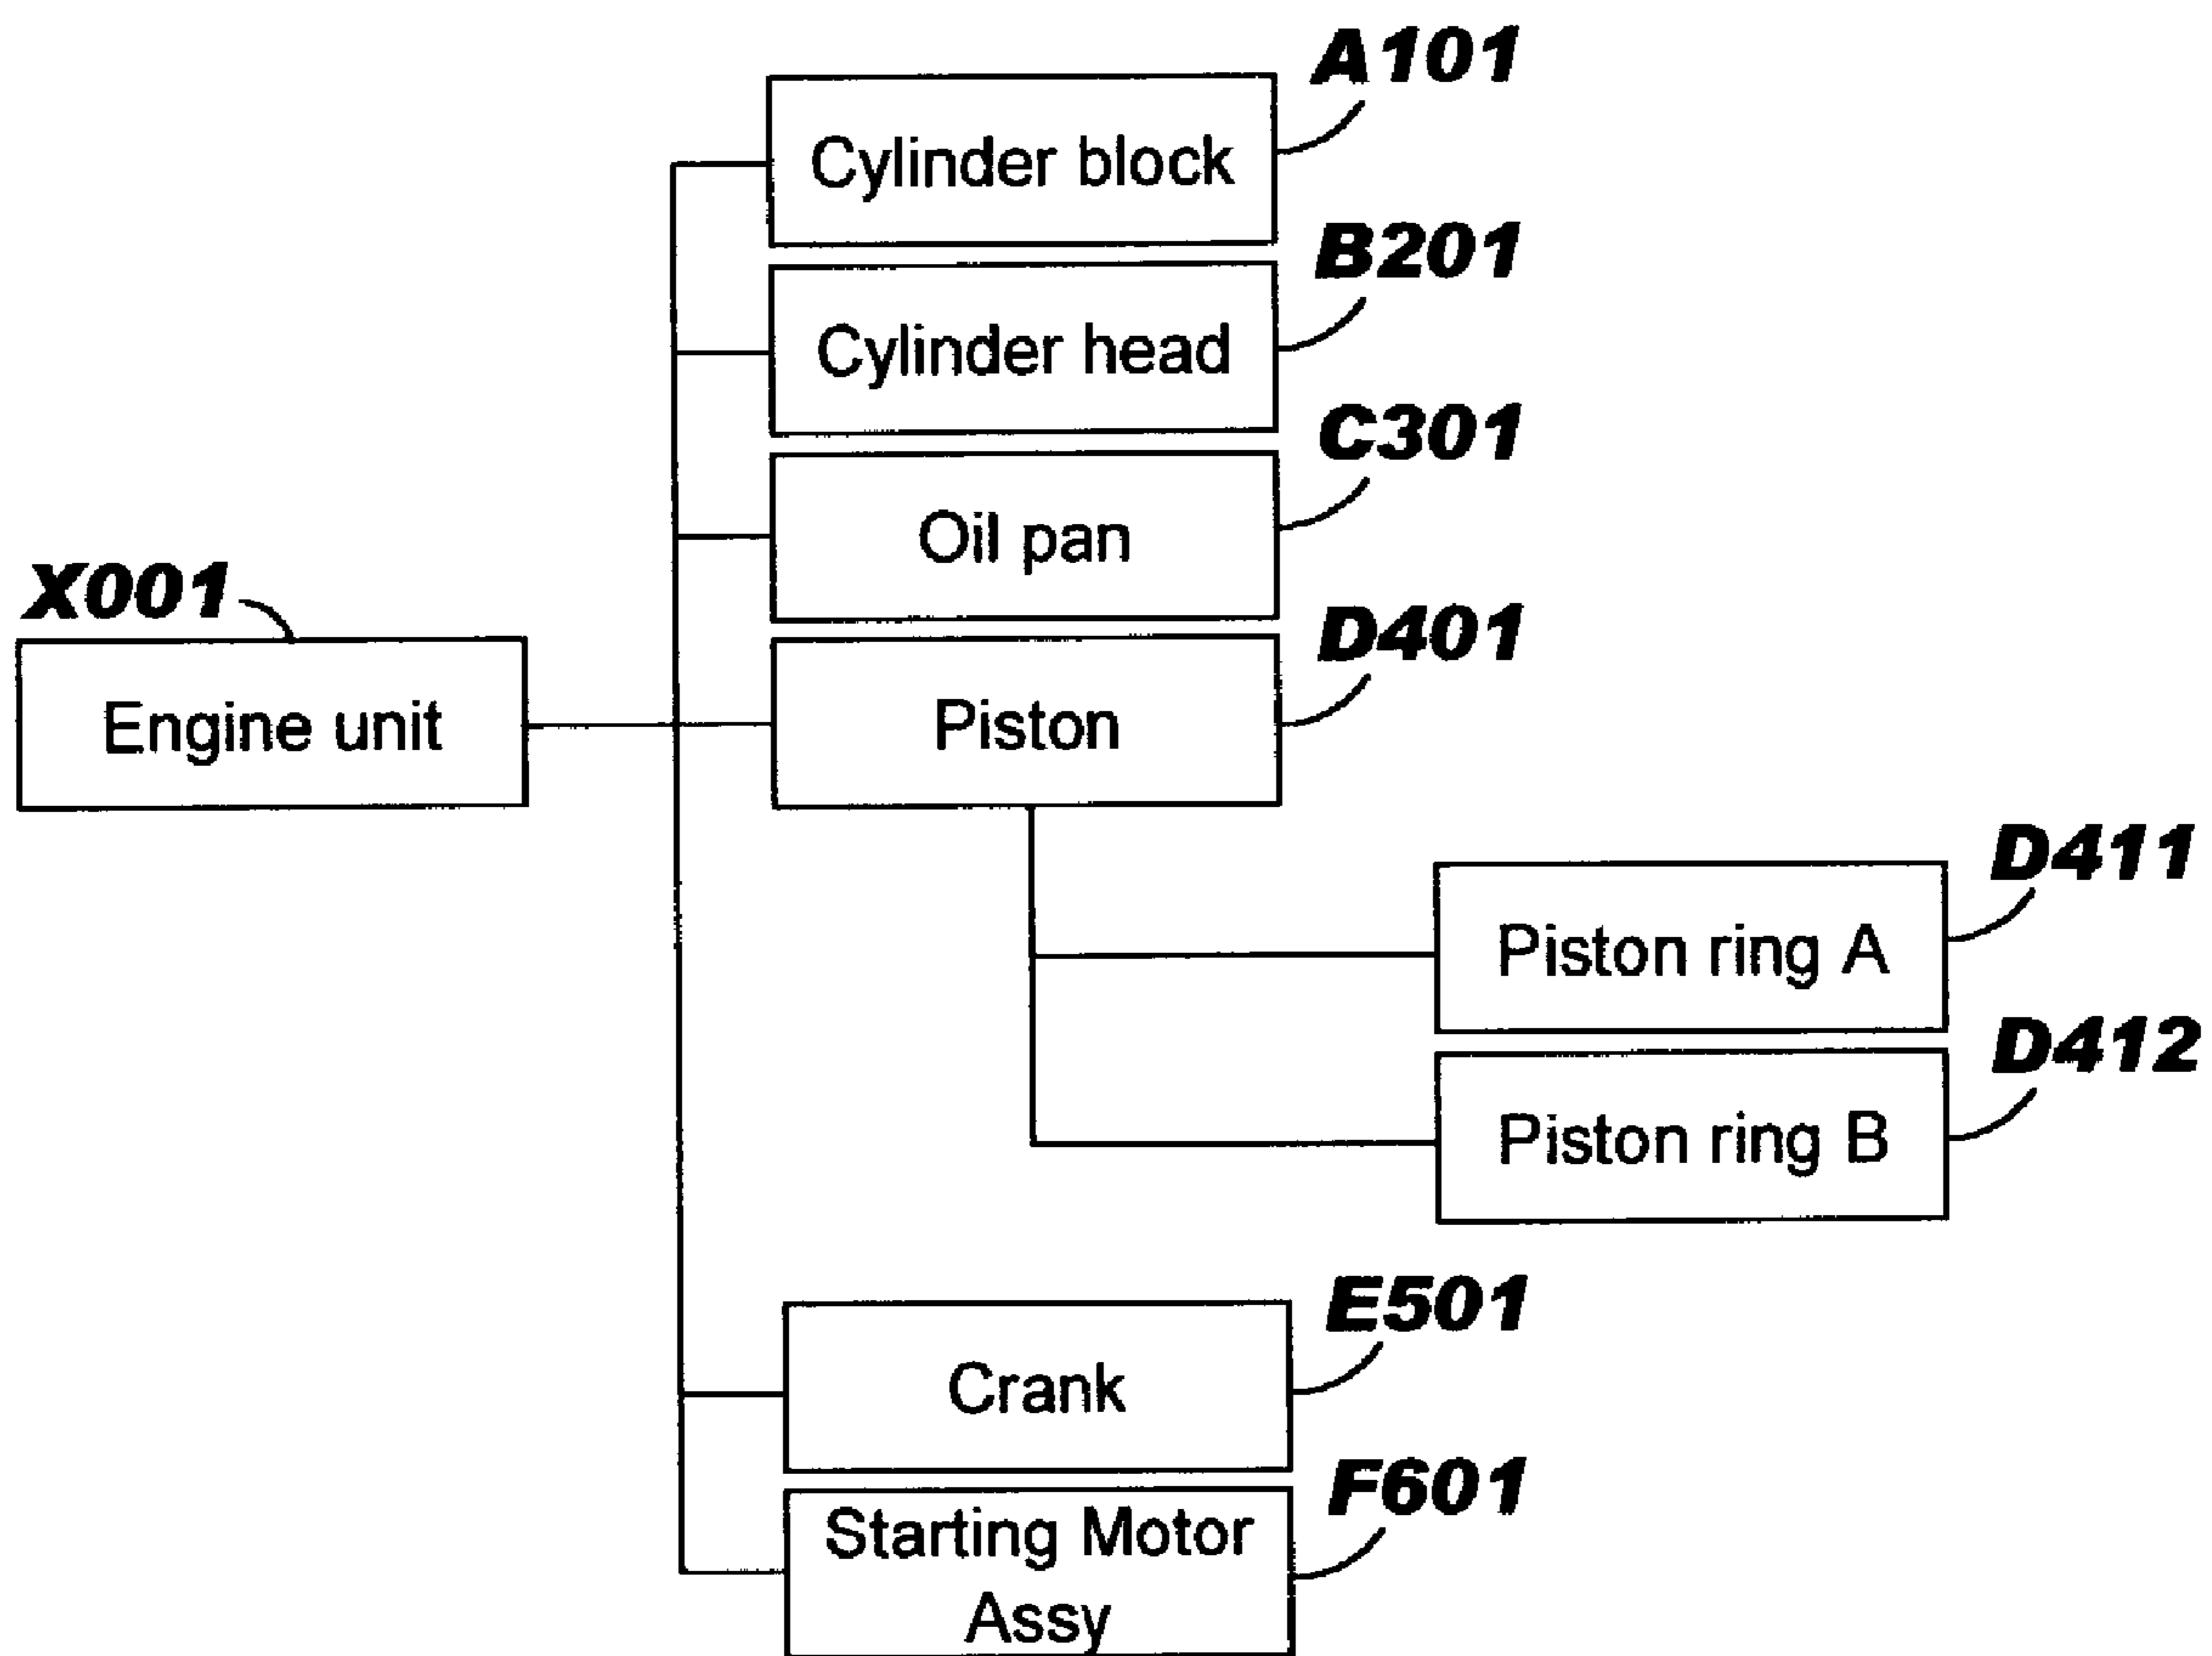 A101
Cylinder block
B201
Cylinder head
C301
Oil pan
X001
D401
Engine unit
Piston
D411
Piston ring A
D412
Piston ring B
E501
Crank
F601
Starting Motor
Assy